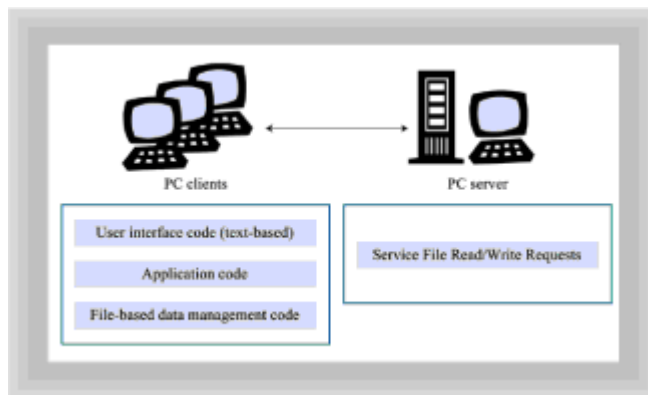 PC clients
PC server
User interface code (text-based)
Application code
File-based data management code
Service File Read/Write Requests